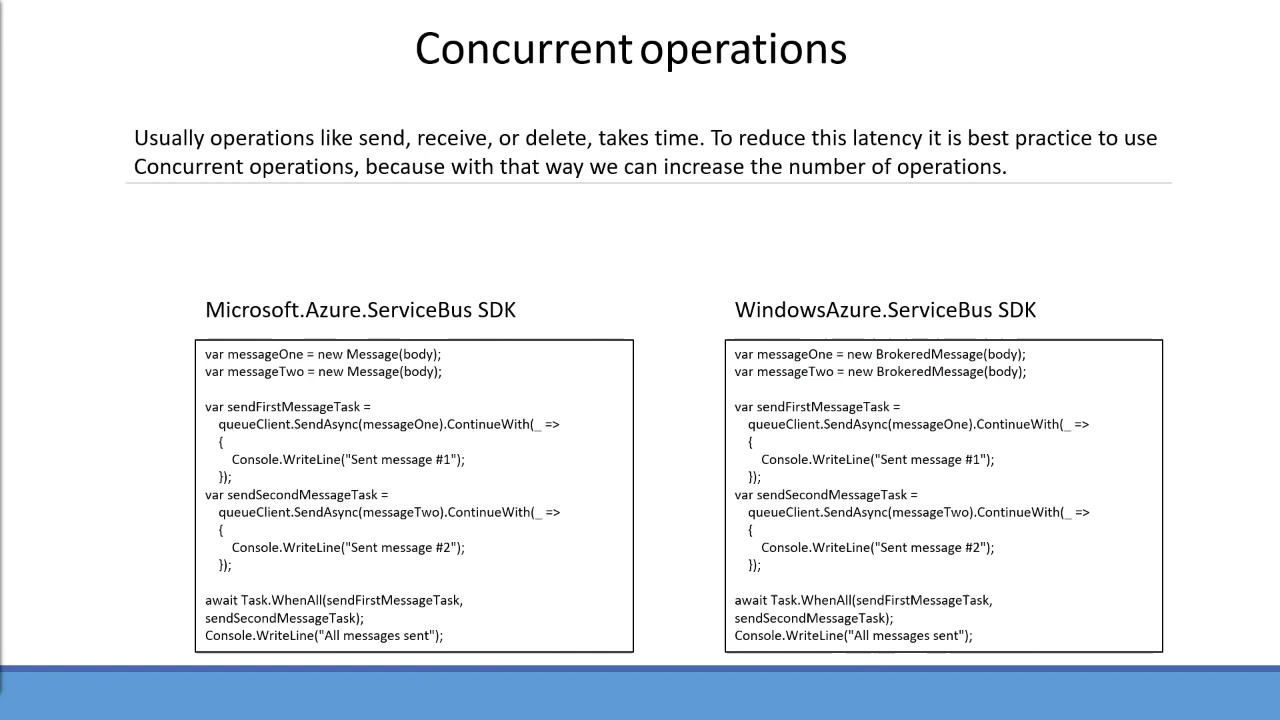 Concurrent operations
Usually operations like send, receive, or delete, takes time. To reduce this latency it is best practice to use
Concurrent operations, because with that way we can increase the number of operations.
Microsoft.Azure.ServiceBus SDK
var messageOne = new Message(body);
var messageTwo = new Message(body);
var sendFirstMessageTask =
queueClient.SendAsync(messageOne).ContinueWith(_ =>
{
Console.WriteLine("Sent message #1");
});
var sendSecondMessageTask =
queueClient.SendAsync(messageTwo).ContinueWith(_ =>
{
Console.WriteLine("Sent message #2");
});
await Task.WhenAll(sendFirstMessageTask,
sendSecondMessageTask);
Console.WriteLine("All messages sent");
WindowsAzure.ServiceBus SDK
var messageOne = new BrokeredMessage(body);
var messageTwo = new BrokeredMessage(body);
var sendFirstMessageTask =
queueClient.SendAsync(messageOne).ContinueWith(_ =>
{
Console.WriteLine("Sent message #1");
});
var sendSecondMessageTask =
queueClient.SendAsync(messageTwo).ContinueWith(_ =>
{
Console.WriteLine("Sent message #2");
});
await Task.WhenAll(sendFirstMessageTask,
sendSecondMessageTask);
Console.WriteLine("All messages sent");